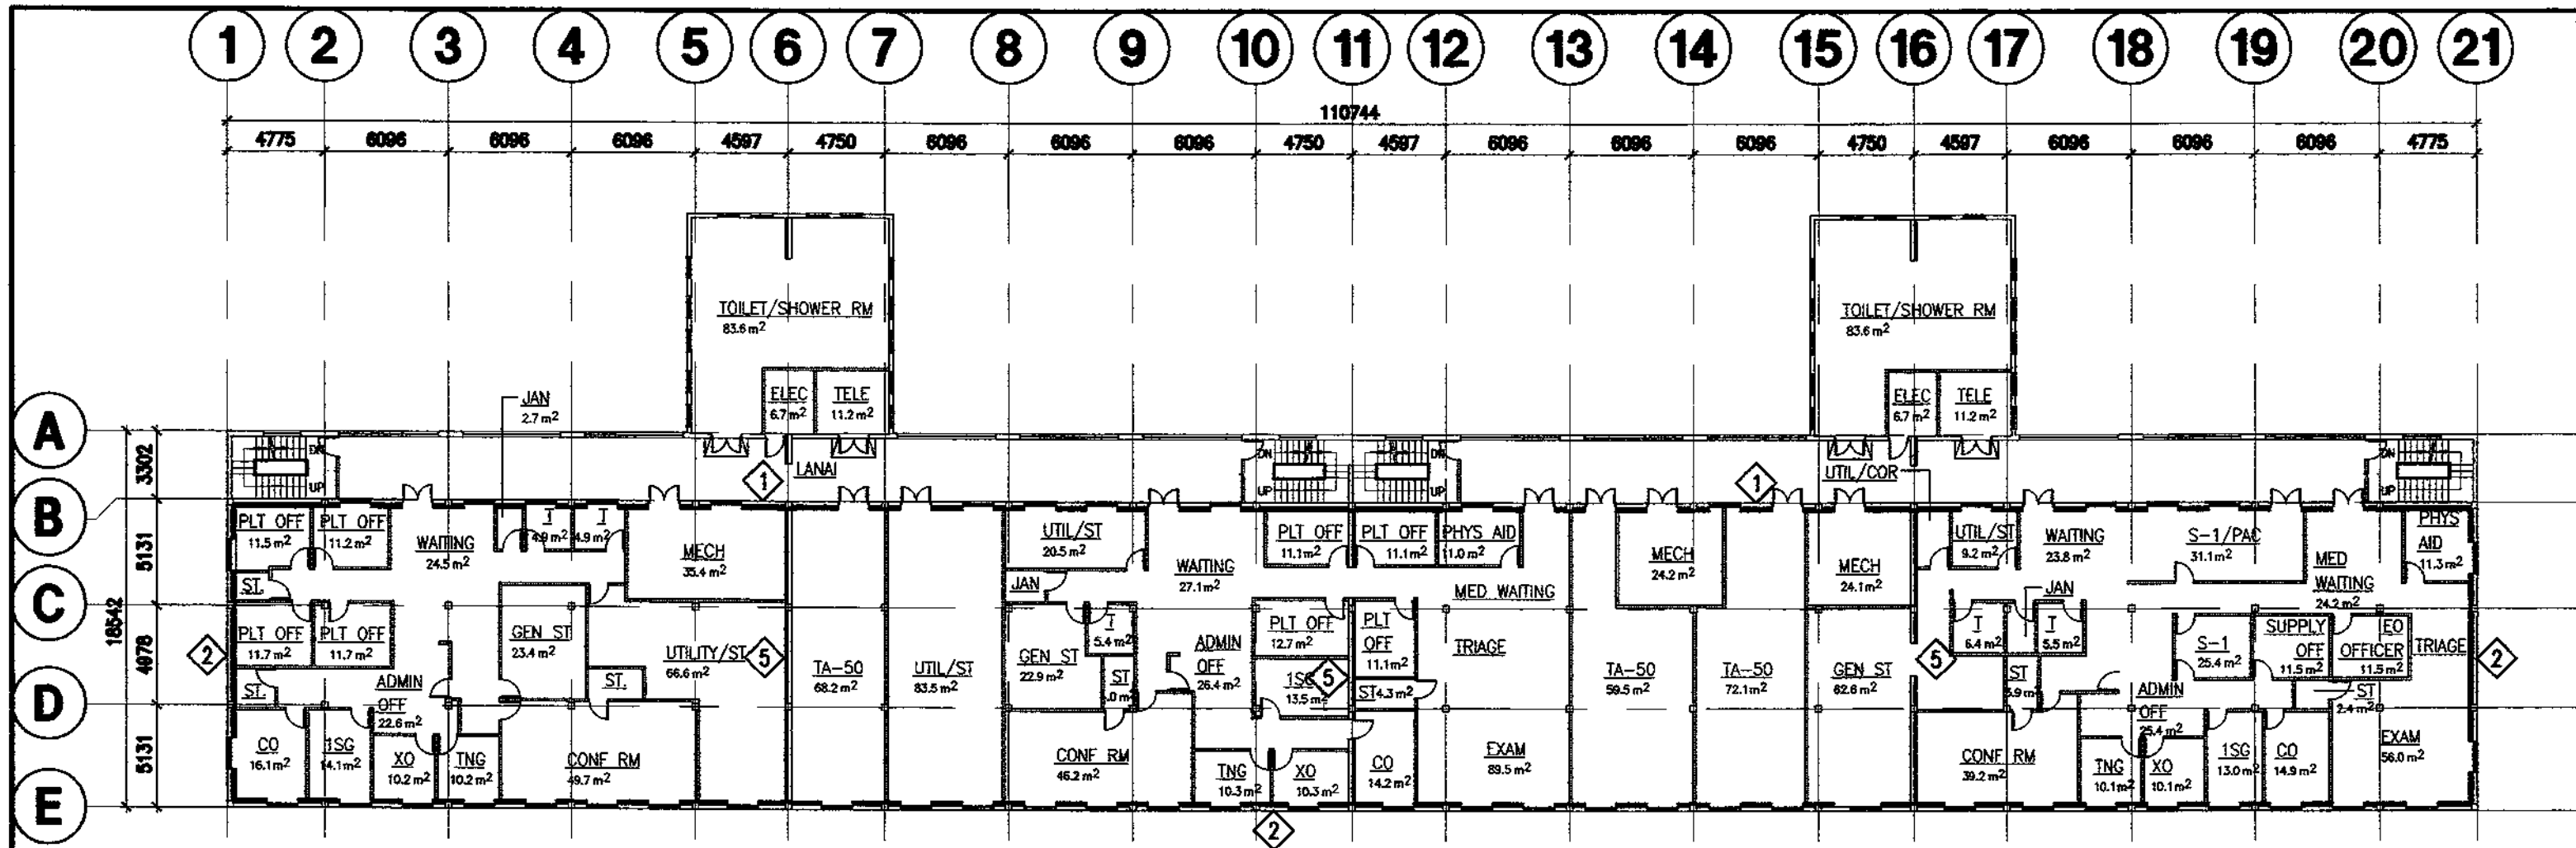 1 2 3 4 5 6 7 8 9 10 11 12 13 14 15 16 17 18 19 20 21
110744
4775 6096 6096 6096 4597 4750 6096 6096 6096 4750 4597 6096 6096 6096 4750 4597 6096 6096 6096 4775
TOILET/SHOWER RM
83.6 m²
TOILET/SHOWER RM
83.6 m²
ELEC
6.7 m²
TELE
11.2 m²
ELEC
6.7 m²
TELE
11.2 m²
JAN
2.7 m²
A
B
C
D
E
18542
3302
5131
4978
5131
DN
UP
1
LANAI
DN
UP
DN
UP
1
UTIL/COR
DN
UP
PLT OFF
11.5 m²
PLT OFF
11.2 m²
WAITING
24.5 m²
T
4.9 m²
T
4.9 m²
MECH
35.4 m²
ST.
PLT OFF
11.7 m²
PLT OFF
11.7 m²
GEN ST
23.4 m²
UTILITY/ST
66.6 m²
2
5
ST.
ST.
ADMIN
OFF
22.6 m²
CO
16.1 m²
1SG
14.1 m²
XO
10.2 m²
TNG
10.2 m²
CONF RM
49.7 m²
TA-50
68.2 m²
UTIL/ST
83.5 m²
UTIL/ST
20.5 m²
JAN
WAITING
27.1 m²
PLT OFF
11.1 m²
GEN ST
22.9 m²
T
5.4 m²
ST
ADMIN
OFF
26.4 m²
PLT OFF
12.7 m²
1SG
13.5 m²
5
CONF RM
46.2 m²
TNG
10.3 m²
XO
10.3 m²
2
PLT OFF
11.1 m²
PHYS AID
11.0 m²
MED WAITING
PLT
OFF
11.1 m²
TRIAGE
ST 4.3 m²
CO
14.2 m²
EXAM
89.5 m²
TA-50
59.5 m²
MECH
24.2 m²
TA-50
72.1 m²
MECH
24.1 m²
GEN ST
62.6 m²
5
UTIL/ST
9.2 m²
WAITING
23.8 m²
S-1/PAC
31.1 m²
MED
WAITING
24.2 m²
PHYS
AID
11.3 m²
JAN
T
6.4 m²
T
5.5 m²
S-1
25.4 m²
SUPPLY
OFF
11.5 m²
EO
OFFICER
11.5 m²
TRIAGE
2
ST
ADMIN
OFF
25.4 m²
ST
2.4 m²
CONF RM
39.2 m²
TNG
10.1 m²
XO
10.1 m²
1SG
13.0 m²
CO
14.9 m²
EXAM
56.0 m²